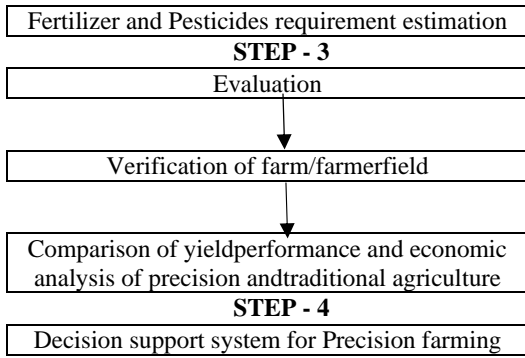 Fertilizer and Pesticides requirement estimation
STEP - 3
Evaluation
Verification of farm/farmerfield
Comparison of yieldperformance and economic
analysis of precision andtraditional agriculture
STEP - 4
Decision support system for Precision farming